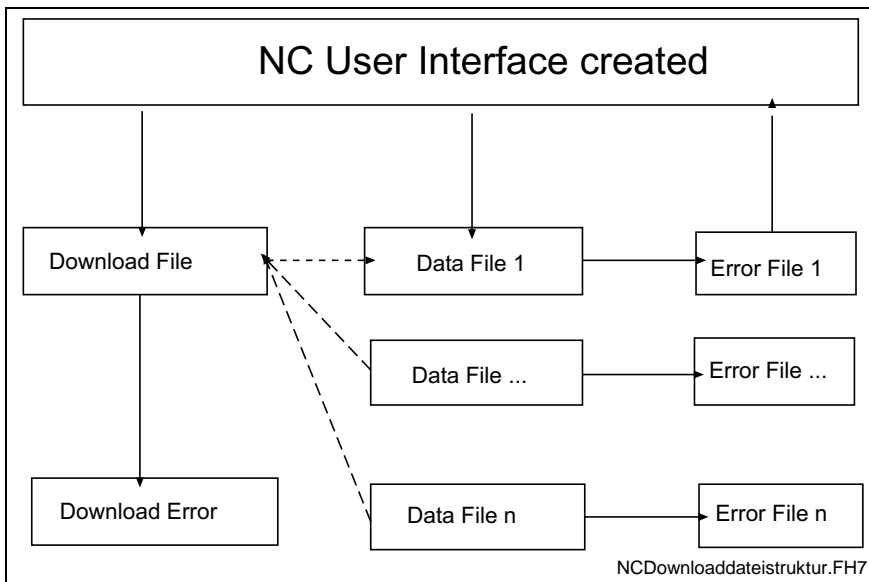 NC User Interface created
Download File
Data File 1
Error File 1
Data File ...
Error File ...
Download Error
Data File n
Error File n
NCDownloaddateistruktur.FH7